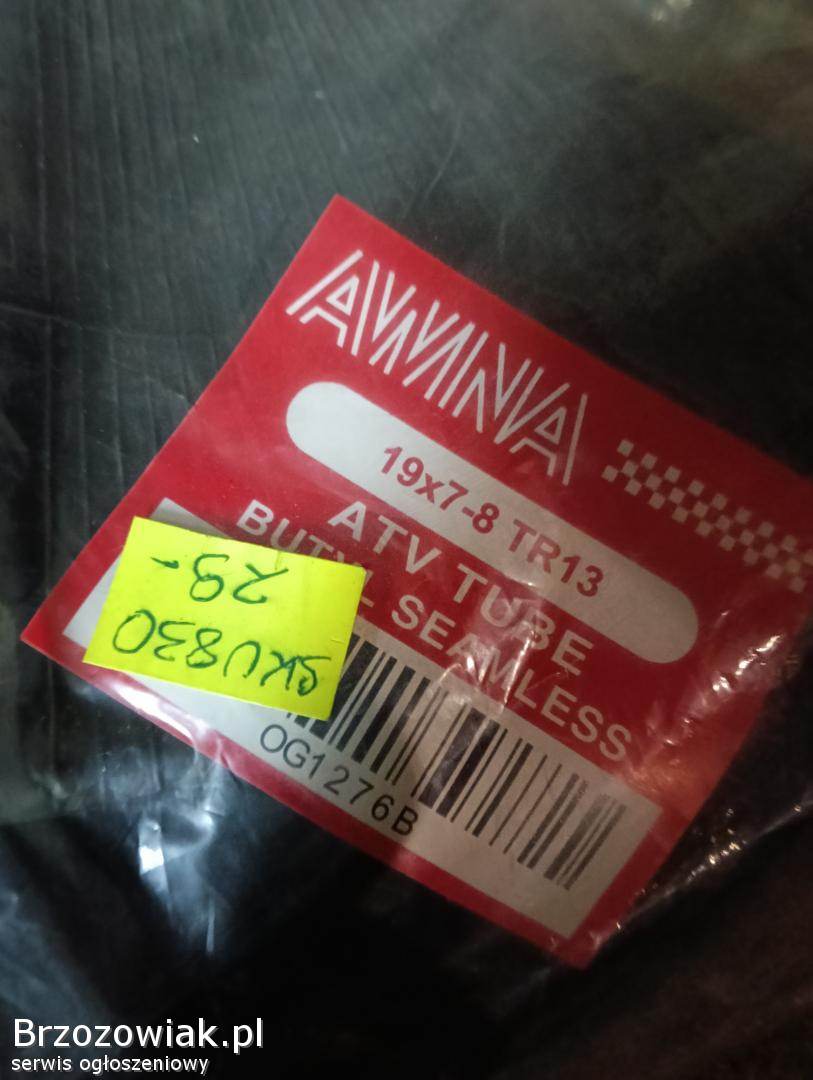 AWINA
19x7-8 TR13
ATV TUBE
BUTYL SEAMLESS
OG1276B
SKU830
29-
Brzozowiak.pl
serwis ogłoszeniowy